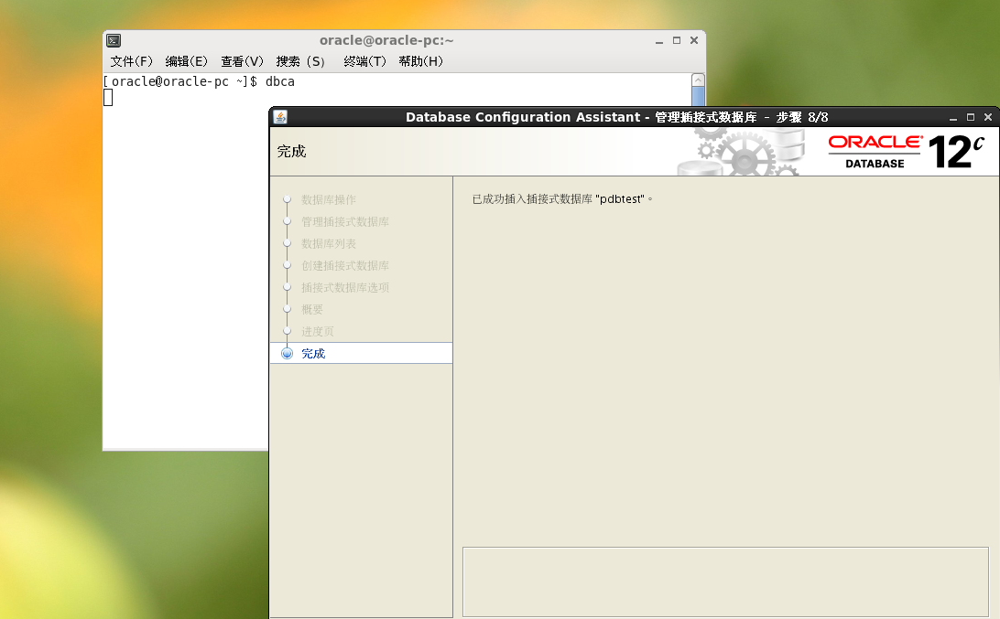 oracle@oracle-pc:~
文件(F) 编辑(E) 查看(V) 搜索 (S) 终端(T) 帮助(H)
[oracle@oracle-pc ~]$ dbca
Database Configuration Assistant - 管理插接式数据库 - 步骤 8/8
完成
ORACLE®
DATABASE
12c
数据库操作
管理插接式数据库
数据库列表
创建插接式数据库
插接式数据库选项
概要
进度页
完成
已成功插入插接式数据库 "pdbtest"。